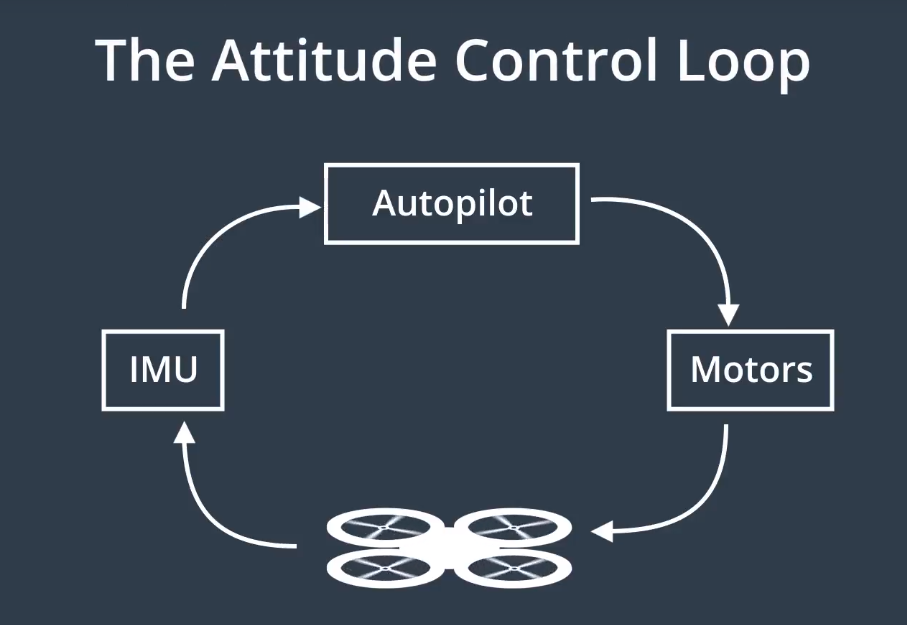 The Attitude Control Loop
Autopilot
IMU
Motors